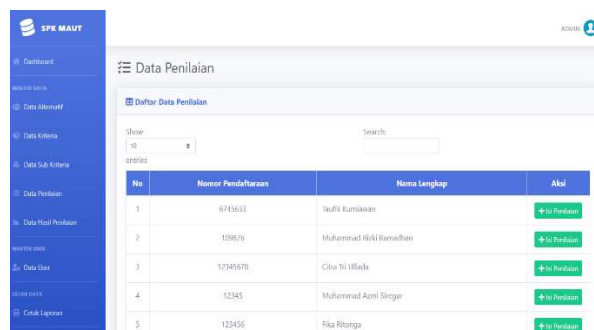 SPK MAUT
ADMIN
Dashboard
MASTER DATA
Data Alternatif
Data Kriteria
Data Sub Kriteria
Data Penilaian
Data Hasil Penilaian
MASTER USER
Data User
CETAK DATA
Cetak Laporan
Data Penilaian
Daftar Data Penilaian
Show
10
entries
Search:
No Nomor Pendaftaraan Nama Lengkap Aksi
1 6745633 Taufik Kurniawan + Isi Penilaian
2 109876 Muhammad Rizki Ramadhan + Isi Penilaian
3 12345678 Citra Tri Ulfada + Isi Penilaian
4 12345 Muhammad Azmi Siregar + Isi Penilaian
5 123456 Fika Ritonga + Isi Penilaian